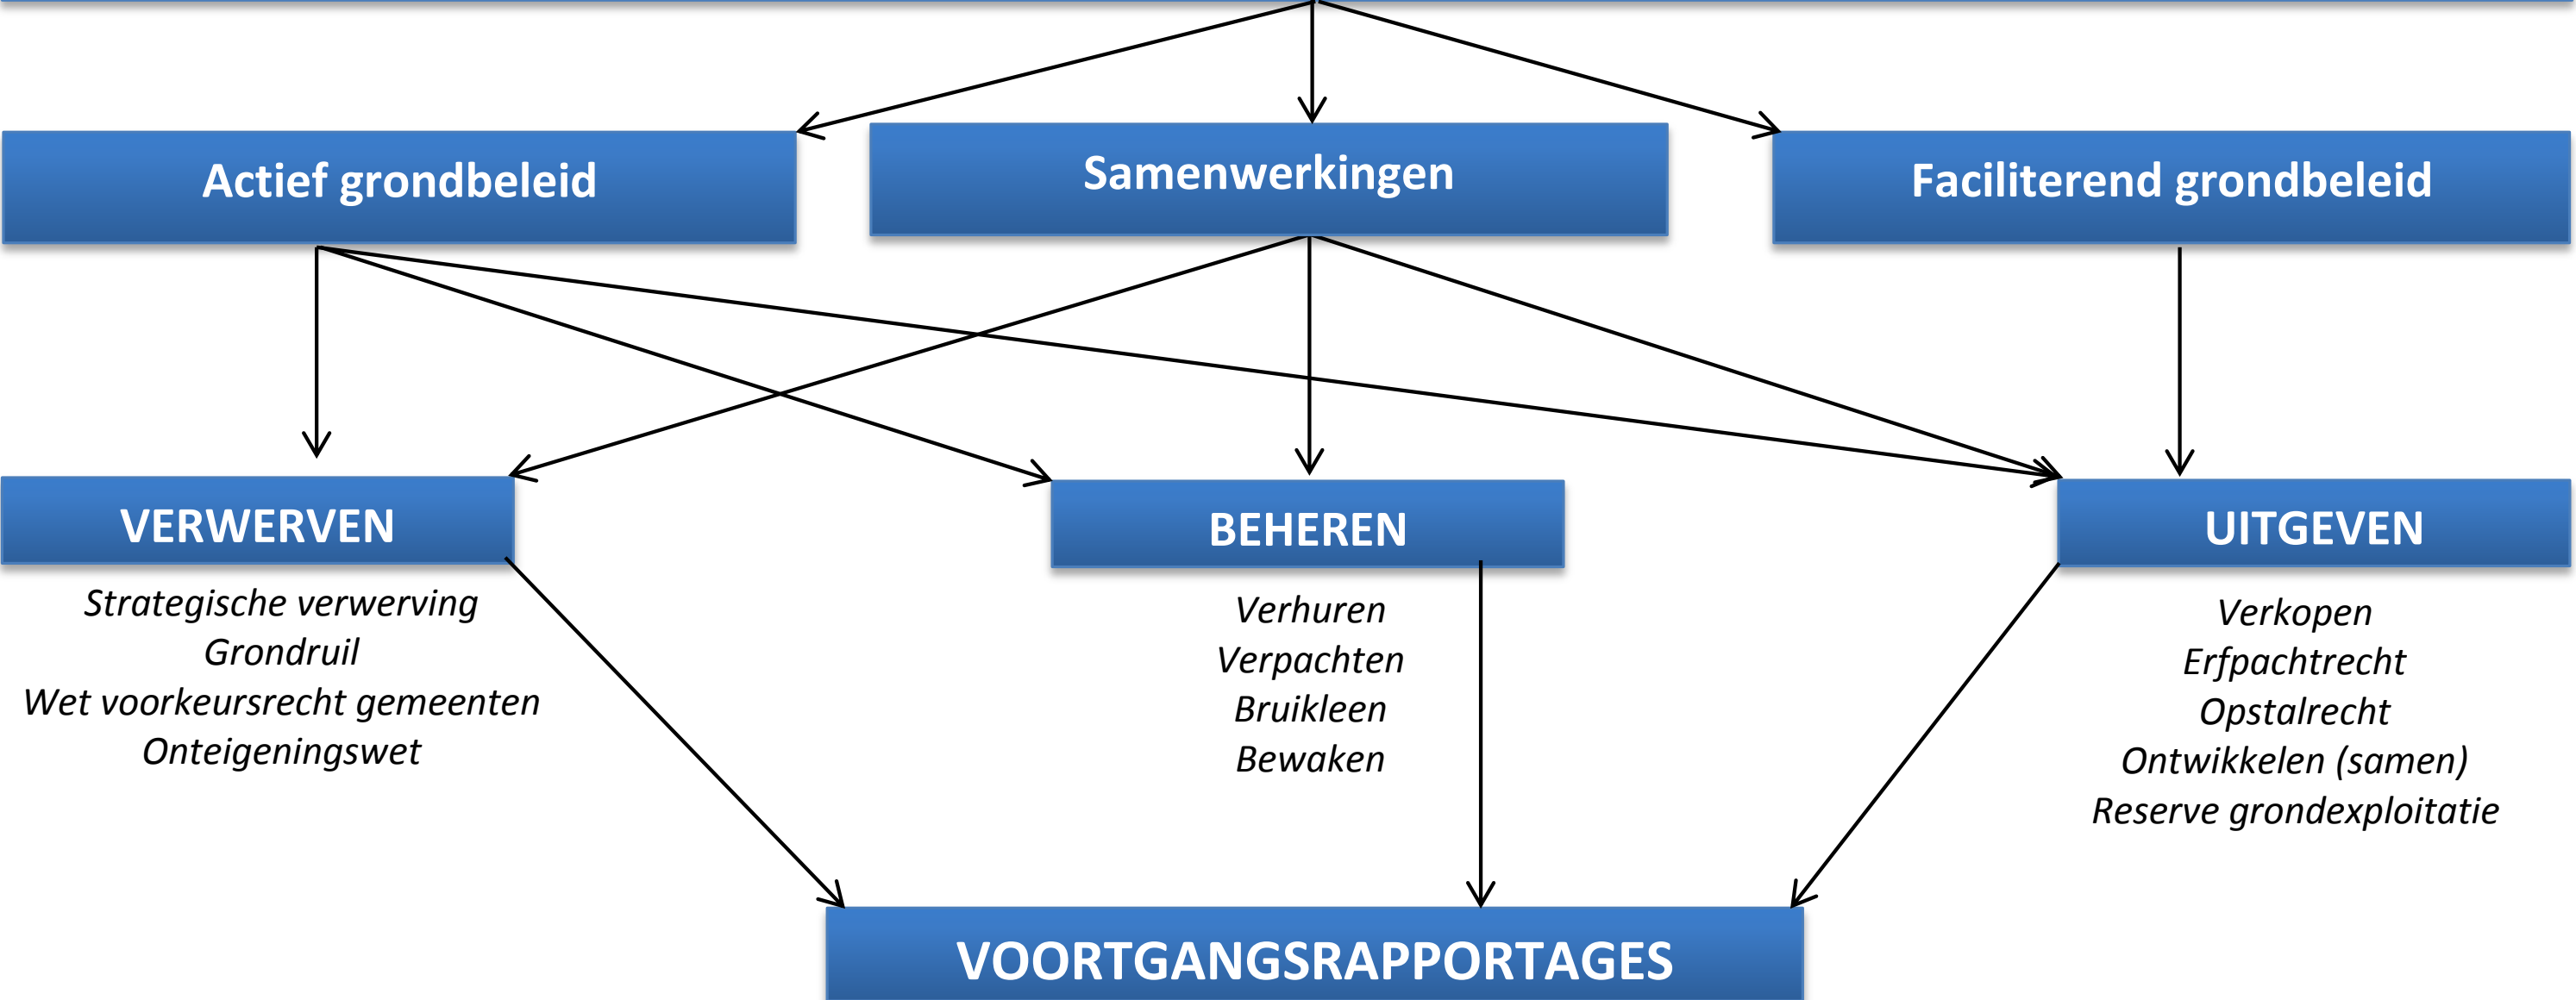 Actief grondbeleid
Samenwerkingen
Faciliterend grondbeleid
VERWERVEN
Strategische verwerving
Grondruil
Wet voorkeursrecht gemeenten
Onteigeningswet
BEHEREN
Verhuren
Verpachten
Bruikleen
Bewaken
UITGEVEN
Verkopen
Erfpachtrecht
Opstalrecht
Ontwikkelen (samen)
Reserve grondexploitatie
VOORTGANGSRAPPORTAGES